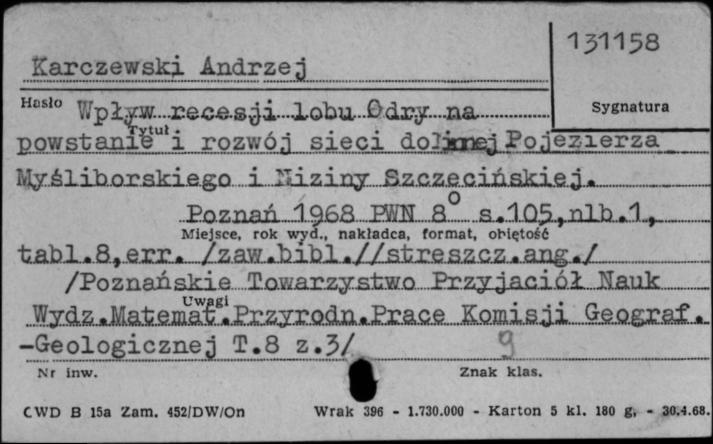 131158
Karczewski Andrzej
Hasło Wpływ recesji lobu Odry na
Sygnatura
Tytuł
powstanie i rozwój sieci dolinnej Pojezierza
Myśliborskiego i Niziny Szczecińskiej.
Poznań 1968 PWN 8° s.105,nlb.1,
Miejsce, rok wyd., nakładca, format, objętość
tabl.8,err. /zaw.bibl.//streszcz.ang./
/Poznańskie Towarzystwo Przyjaciół Nauk
Uwagi
Wydz.Matemat.Przyrodn.Prace Komisji Geograf.
-Geologicznej T.8 z.3/ g
Nr inw. Znak klas.
CWD B 15a Zam. 452/DW/On Wrak 396 - 1.730.000 - Karton 5 kl. 180 g, - 30.4.68.